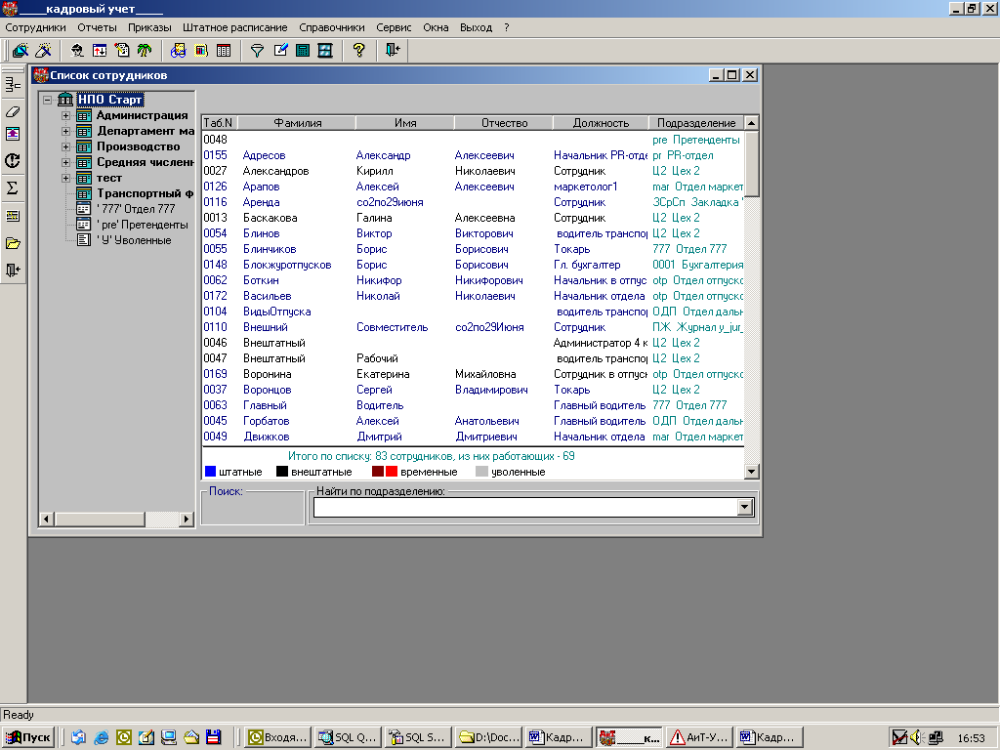 ____кадровый учет____
Сотрудники Отчеты Приказы Штатное расписание Справочники Сервис Окна Выход ?
Список сотрудников
НПО Старт
Администрация
Департамент ма
Производство
Средняя численн
тест
Транспортный ф
' 777' Отдел 777
' pre' Претенденты
' У' Уволенные
Таб.N Фамилия Имя Отчество Должность Подразделение
0048 pre Претенденты
0155 Адресов Александр Алексеевич Начальник PR-отде pr PR-отдел
0027 Александров Кирилл Николаевич Сотрудник Ц2 Цех 2
0126 Арапов Алексей Алексеевич маркетолог1 mar Отдел маркет
0116 Аренда со2по29июня Сотрудник ЗСрСп Закладка "
0013 Баскакова Галина Алексеевна Сотрудник Ц2 Цех 2
0054 Блинов Виктор Викторович водитель транспор Ц2 Цех 2
0055 Блинчиков Борис Борисович Токарь 777 Отдел 777
0148 Блокжуротпусков Борис Борисович Гл. бухгалтер 0001 Бухгалтерия
0062 Боткин Никифор Никифорович Начальник в отпус otp Отдел отпуско
0172 Васильев Николай Николаевич Начальник отдела otp Отдел отпуско
0104 ВидыОтпуска водитель транспор ОДП Отдел дальн
0110 Внешний Совместитель со2по29Июня Сотрудник ПЖ Журнал y_jur_
0046 Внештатный Администратор 4 к Ц2 Цех 2
0047 Внештатный Рабочий водитель транспор Ц2 Цех 2
0169 Воронина Екатерина Михайловна Сотрудник в отпуск otp Отдел отпуско
0037 Воронцов Сергей Владимирович Токарь Ц2 Цех 2
0063 Главный Водитель Главный водитель 777 Отдел 777
0045 Горбатов Алексей Анатольевич Главный водитель ОДП Отдел дальн
0049 Движков Дмитрий Дмитриевич Начальник отдела mar Отдел маркет
Итого по списку: 83 сотрудников, из них работающих - 69
штатные внештатные временные уволенные
Поиск: Найти по подразделению:
Ready
Пуск Входя... SQL Q... SQL S... D:\Doc... Кадр... ____к... АиТ-У... Кадр... 16:53